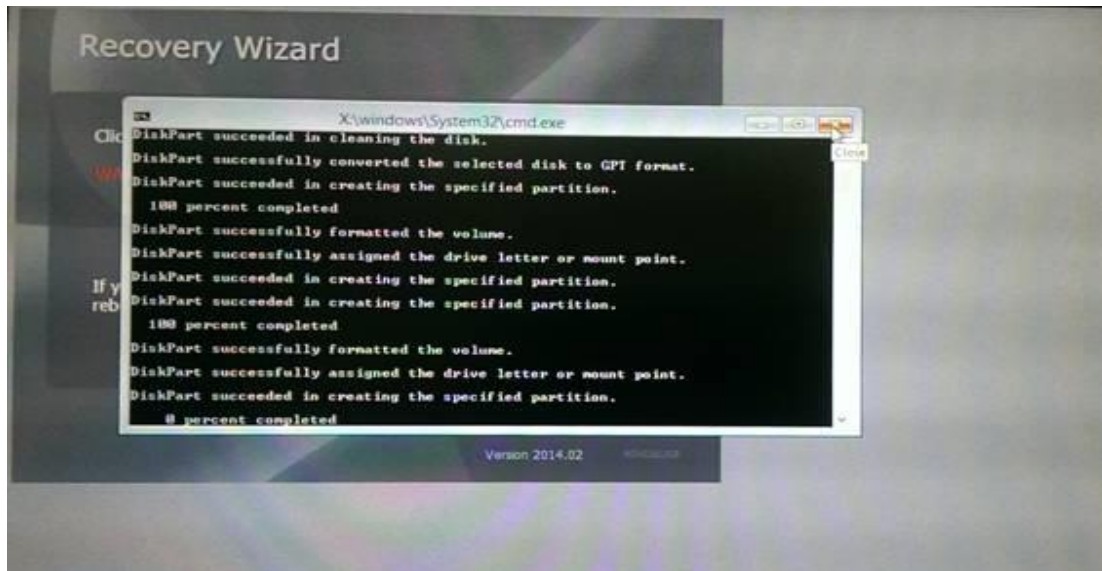 Recovery Wizard
X:\windows\System32\cmd.exe
Clic
DiskPart succeeded in cleaning the disk.
Close
DiskPart successfully converted the selected disk to GPT format.
WA
DiskPart succeeded in creating the specified partition.
100 percent completed
DiskPart successfully formatted the volume.
DiskPart successfully assigned the drive letter or mount point.
If y
DiskPart succeeded in creating the specified partition.
reb
DiskPart succeeded in creating the specified partition.
100 percent completed
DiskPart successfully formatted the volume.
DiskPart successfully assigned the drive letter or mount point.
DiskPart succeeded in creating the specified partition.
0 percent completed
Version 2014.02